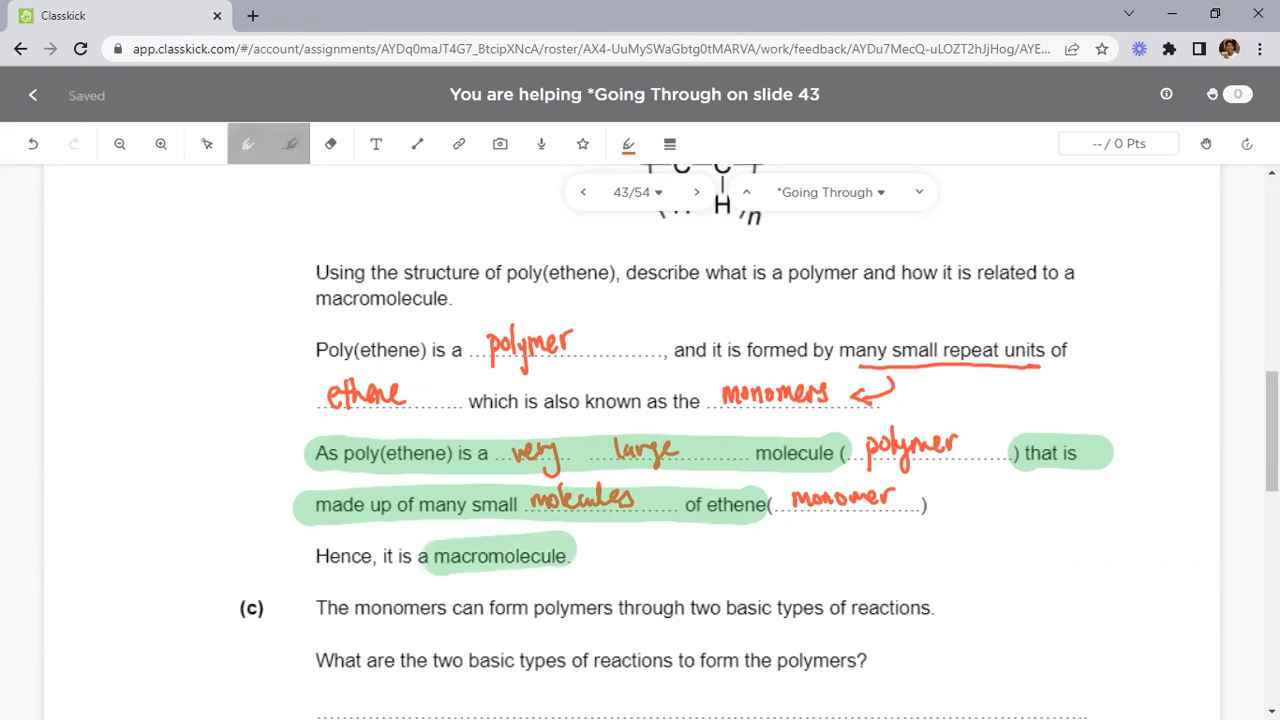 Classkick
app.classkick.com/#/account/assignments/AYDq0maJT4G7_BtcipXNtA/roster/AX4-UuMySWaGbtg0tMARVA/work/feedback/AYDu7MecQ-uLOZT2hJjHog/AYE...
Saved
You are helping *Going Through on slide 43
0
T
-- / 0 Pts
C C
43/54
*Going Through
H n
Using the structure of poly(ethene), describe what is a polymer and how it is related to a
macromolecule.
Poly(ethene) is a polymer, and it is formed by many small repeat units of
ethene which is also known as the monomers
As poly(ethene) is a very large molecule (polymer) that is
made up of many small molecules of ethene(monomer)
Hence, it is a macromolecule.
(c) The monomers can form polymers through two basic types of reactions.
What are the two basic types of reactions to form the polymers?